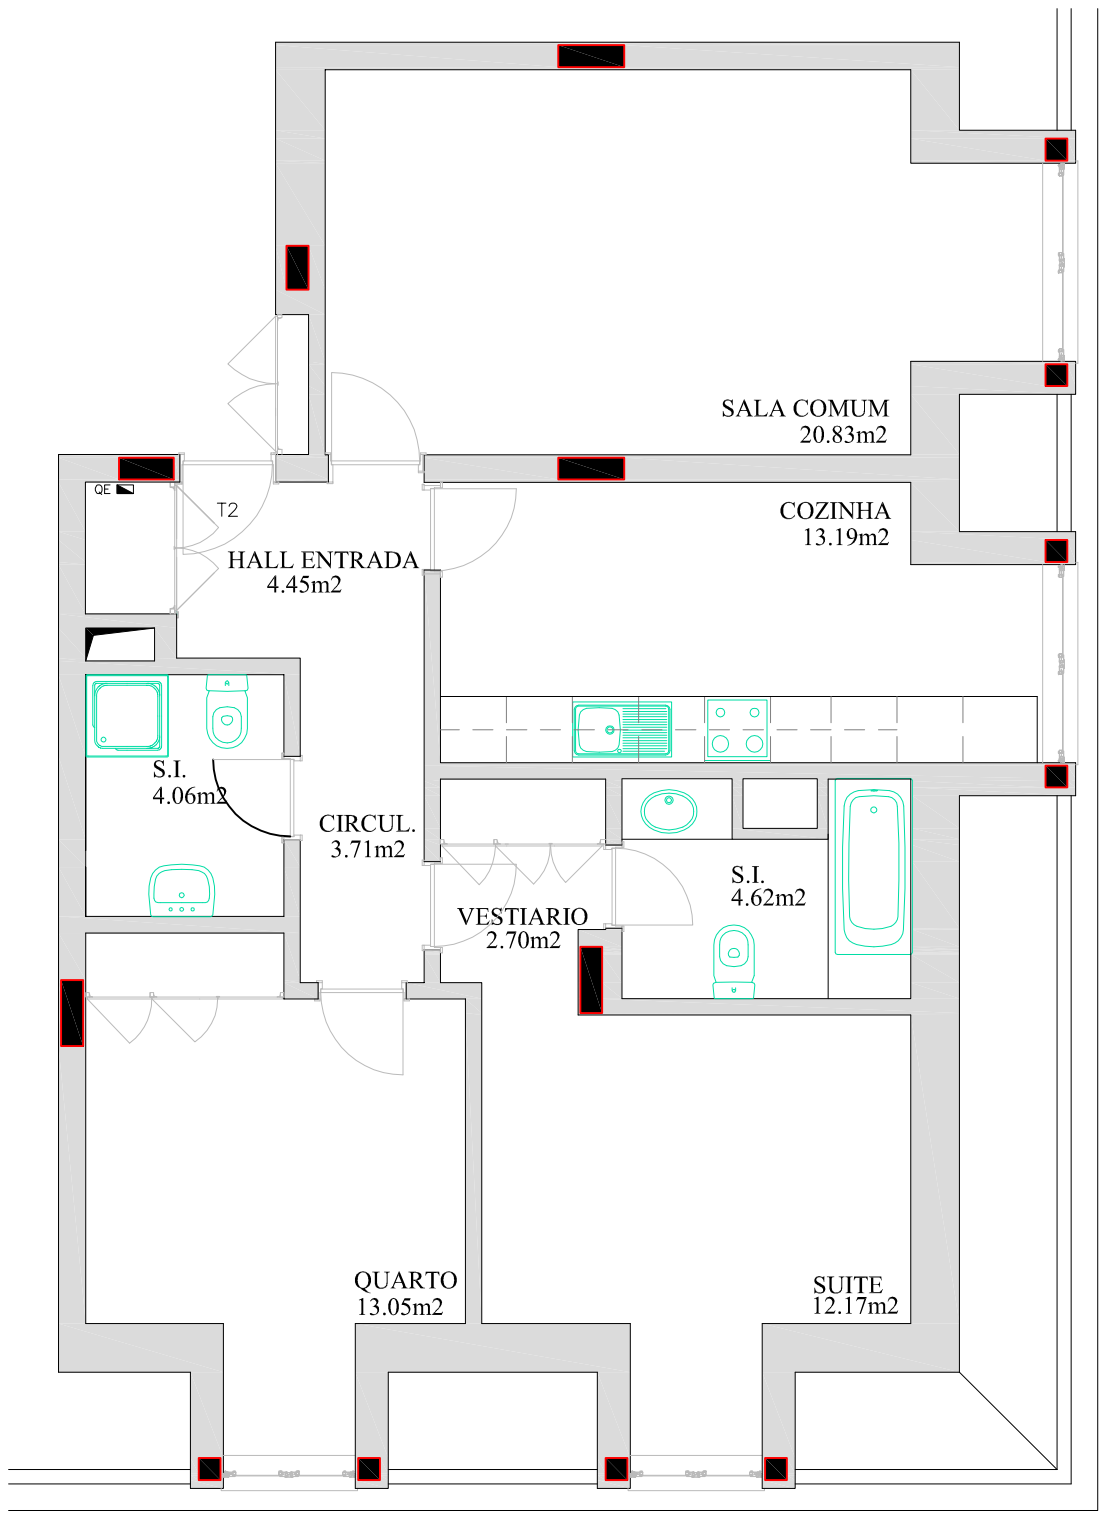 SALA COMUM
20.83m2
QE
T2
COZINHA
13.19m2
HALL ENTRADA
4.45m2
S.I.
4.06m2
CIRCUL.
3.71m2
S.I.
4.62m2
VESTIARIO
2.70m2
QUARTO
13.05m2
SUITE
12.17m2